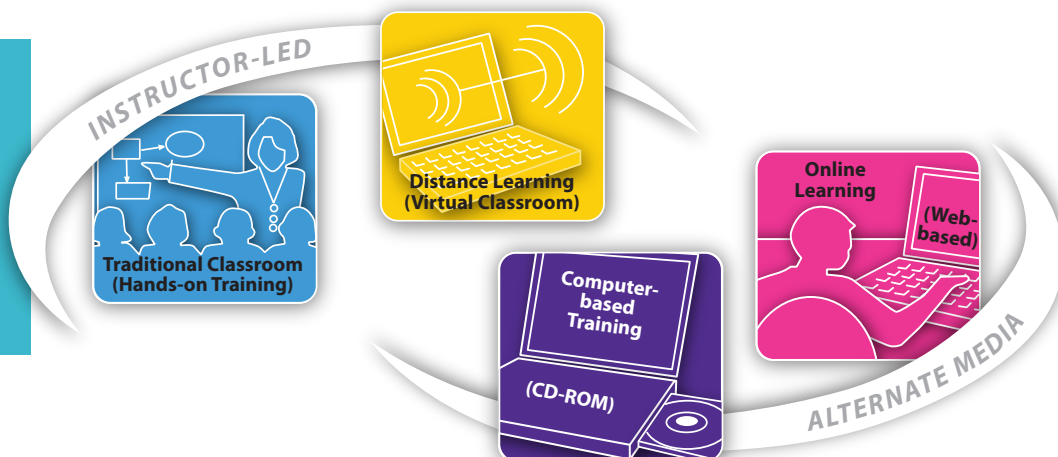 INSTRUCTOR-LED
Traditional Classroom
(Hands-on Training)
Distance Learning
(Virtual Classroom)
Computer-
based
Training
(CD-ROM)
Online
Learning
(Web-
based)
ALTERNATE MEDIA